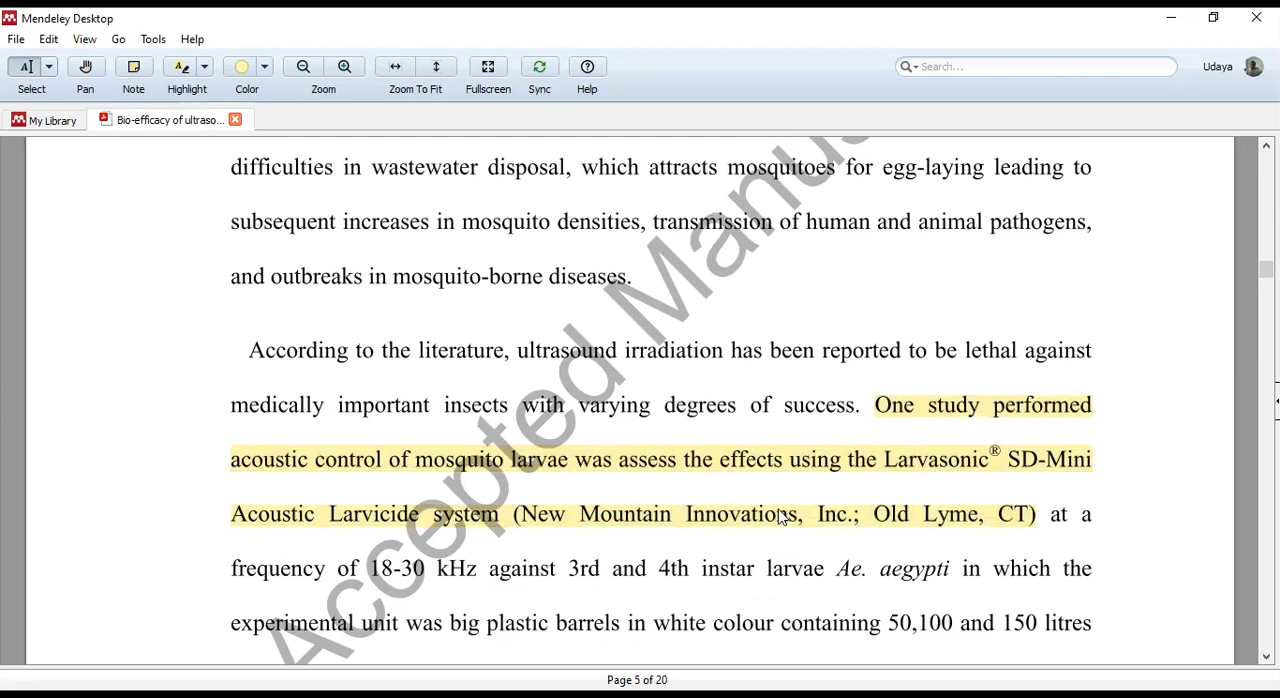 Mendeley Desktop
File Edit View Go Tools Help
Search... Udaya
Select Pan Note Highlight Color Zoom Zoom To Fit Fullscreen Sync Help
My Library Bio-efficacy of ultraso...
difficulties in wastewater disposal, which attracts mosquitoes for egg-laying leading to
subsequent increases in mosquito densities, transmission of human and animal pathogens,
and outbreaks in mosquito-borne diseases.
According to the literature, ultrasound irradiation has been reported to be lethal against
medically important insects with varying degrees of success. One study performed
acoustic control of mosquito larvae was assess the effects using the Larvasonic® SD-Mini
Acoustic Larvicide system (New Mountain Innovations, Inc.; Old Lyme, CT) at a
frequency of 18-30 kHz against 3rd and 4th instar larvae Ae. aegypti in which the
experimental unit was big plastic barrels in white colour containing 50,100 and 150 litres
Accepted Manus
Page 5 of 20